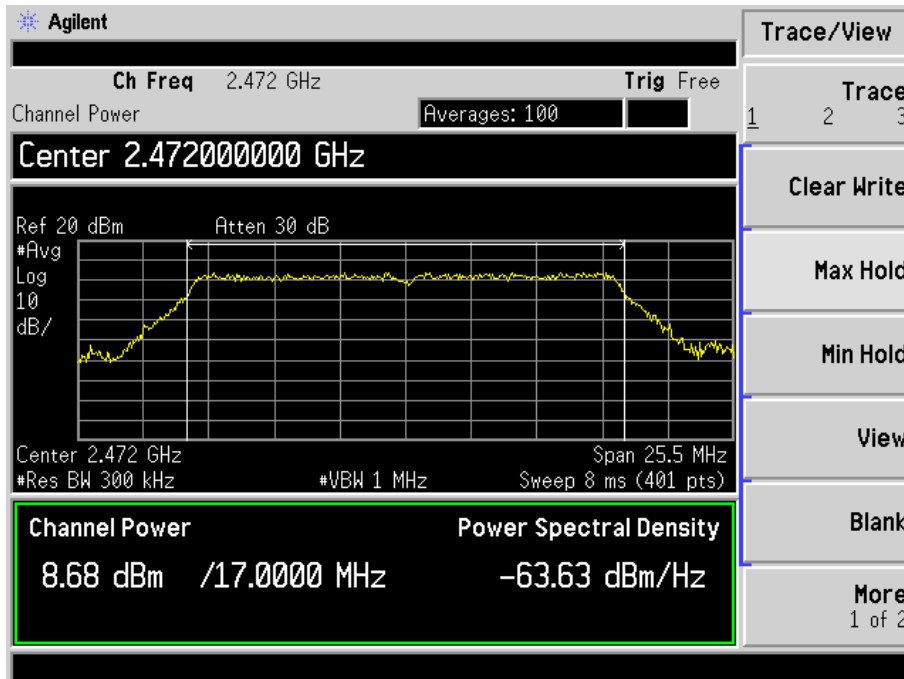 Agilent
Trace/View
Ch Freq 2.472 GHz Trig Free
Channel Power Averages: 100
Center 2.472000000 GHz
Ref 20 dBm Atten 30 dB
#Avg
Log
10
dB/
Center 2.472 GHz Span 25.5 MHz
#Res BW 300 kHz #VBW 1 MHz Sweep 8 ms (401 pts)
Channel Power Power Spectral Density
8.68 dBm /17.0000 MHz -63.63 dBm/Hz
Trace
1 2 3
Clear Write
Max Hold
Min Hold
View
Blank
More
1 of 2